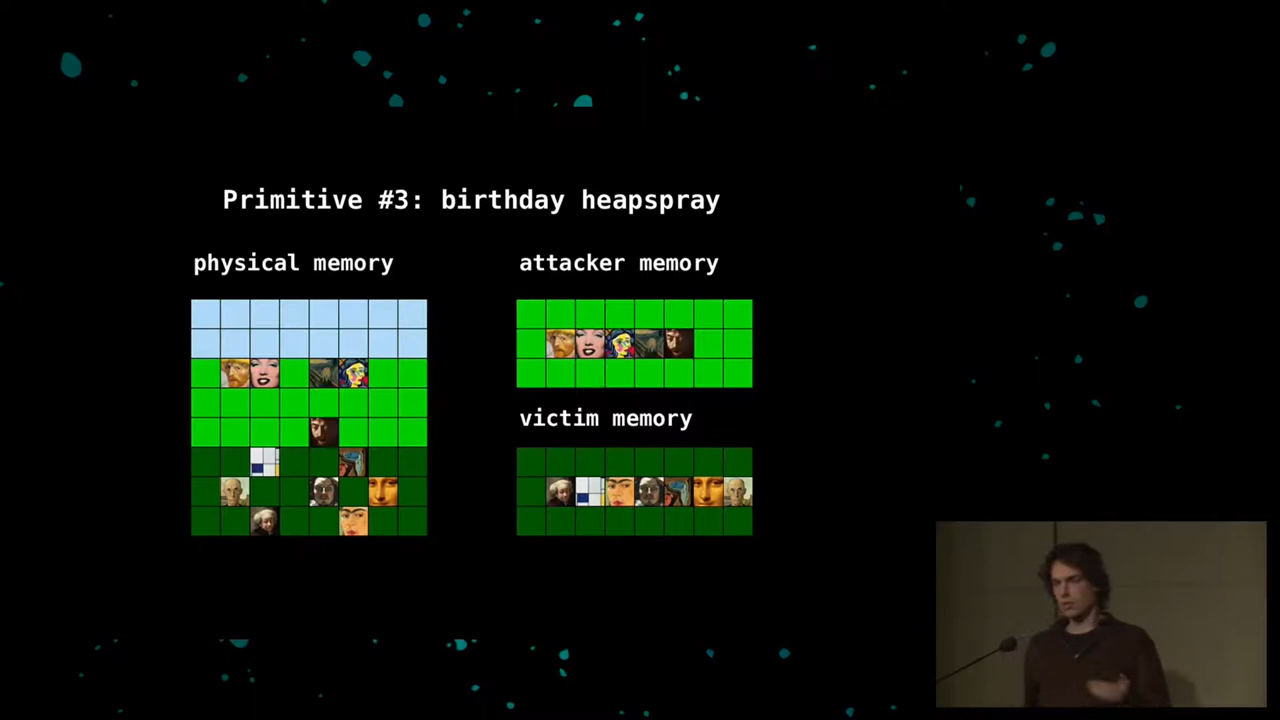 Primitive #3: birthday heapspray
physical memory
attacker memory
victim memory